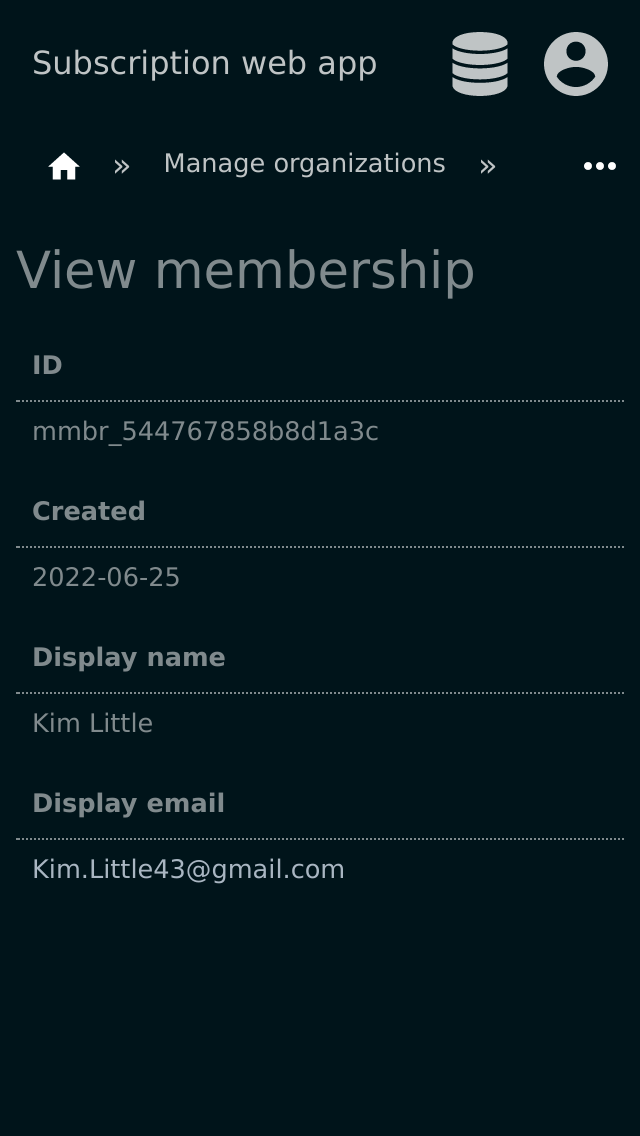 Subscription web app
» Manage organizations » •••
View membership
ID
mmbr_544767858b8d1a3c
Created
2022-06-25
Display name
Kim Little
Display email
Kim.Little43@gmail.com